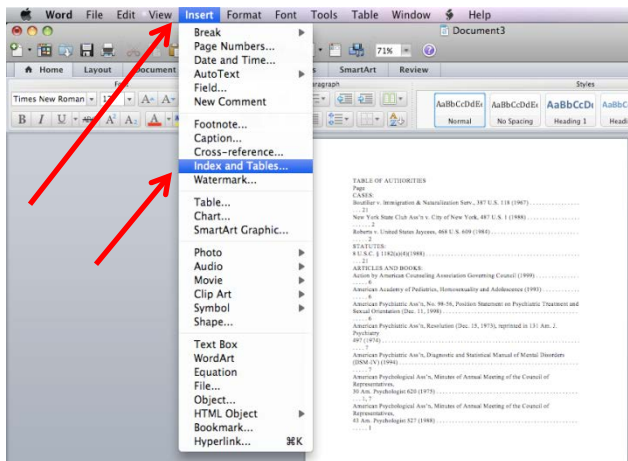 Word File Edit View Insert Format Font Tools Table Window Help
Document3
71%
Home Layout Document SmartArt Review
Paragraph Styles
Times New Roman 12 A A
B I U ABC A² A₂ A
AaBbCcDdEe AaBbCcDdEe AaBbCcDc AaBbC
Normal No Spacing Heading 1 Headi
Break
Page Numbers...
Date and Time...
AutoText
Field...
New Comment
Footnote...
Caption...
Cross-reference...
Index and Tables...
Watermark...
Table...
Chart...
SmartArt Graphic...
Photo
Audio
Movie
Clip Art
Symbol
Shape...
Text Box
WordArt
Equation
File...
Object...
HTML Object
Bookmark...
Hyperlink... ⌘K
TABLE OF AUTHORITIES
Page
CASES:
Boutilier v. Immigration & Naturalization Serv., 387 U.S. 118 (1967) . . . . . . . . . . . . . . . .
. . . 21
New York State Club Ass'n v. City of New York, 487 U.S. 1 (1988) . . . . . . . . . . . . . . . .
. . . . . 2
Roberts v. United States Jaycees, 468 U.S. 609 (1984) . . . . . . . . . . . . . . . .
. . . . . 2
STATUTES:
8 U.S.C. § 1182(a)(4)(1988) . . . . . . . . . . . . . . . .
. . . 21
ARTICLES AND BOOKS:
Action by American Counseling Association Governing Council (1999) . . . . . . . . . . . . . . . .
. . . . . 6
American Academy of Pediatrics, Homosexuality and Adolescence (1993) . . . . . . . . . . . . . . . .
. . . . . 6
American Psychiatric Ass'n, No. 98-56, Position Statement on Psychiatric Treatment and
Sexual Orientation (Dec. 11, 1998) . . . . . . . . . . . . . . . .
. . . . . 6
American Psychiatric Ass'n, Resolution (Dec. 15, 1973), reprinted in 131 Am. J.
Psychiatry
497 (1974) . . . . . . . . . . . . . . . .
. . . . . 7
American Psychiatric Ass'n, Diagnostic and Statistical Manual of Mental Disorders
(DSM-IV) (1994) . . . . . . . . . . . . . . . .
. . . . . 7
American Psychological Ass'n, Minutes of Annual Meeting of the Council of
Representatives,
30 Am. Psychologist 620 (1975) . . . . . . . . . . . . . . . .
. . . 1, 7
American Psychological Ass'n, Minutes of Annual Meeting of the Council of
Representatives,
43 Am. Psychologist 527 (1988) . . . . . . . . . . . . . . . .
. . . . . 1